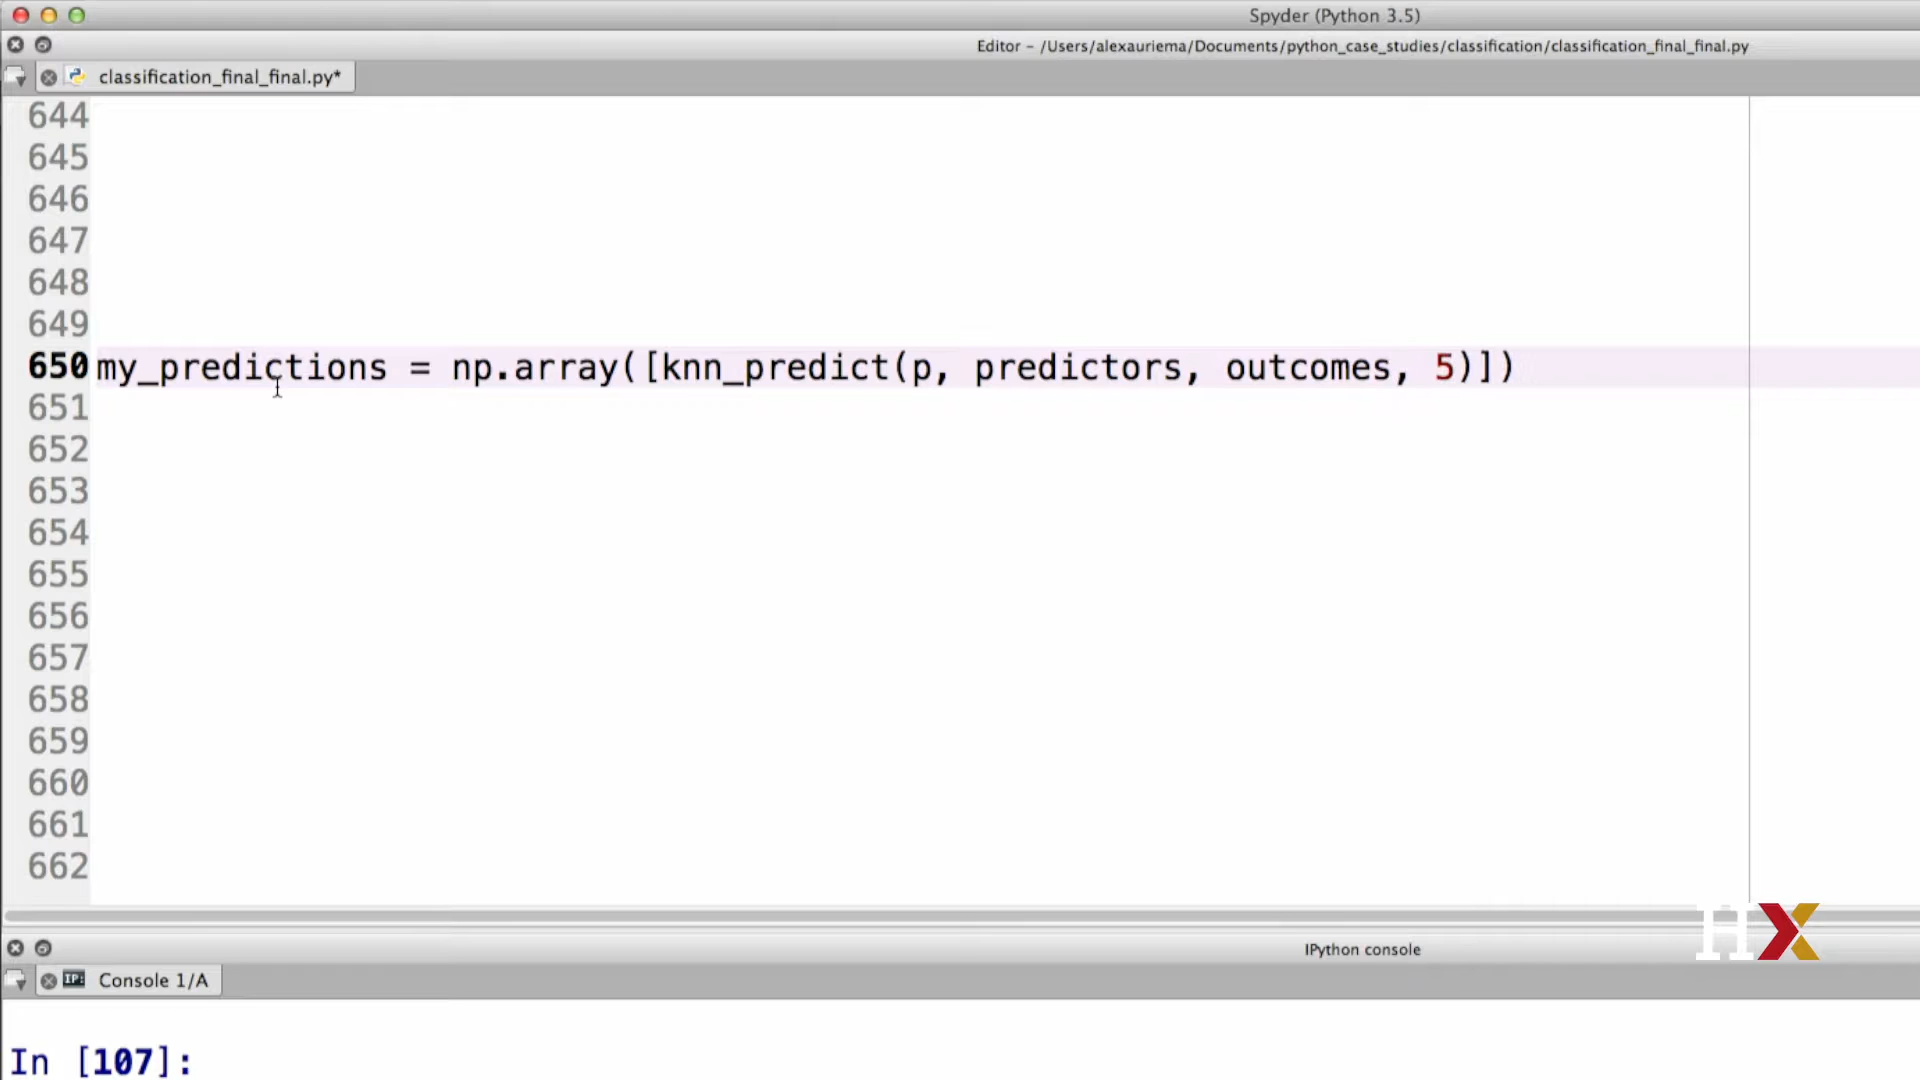 Spyder (Python 3.5)
Editor - /Users/alexauriema/Documents/python_case_studies/classification/classification_final_final.py
classification_final_final.py*
644
645
646
647
648
649
650 my_predictions = np.array([knn_predict(p, predictors, outcomes, 5)])
651
652
653
654
655
656
657
658
659
660
661
662
HX
IPython console
IP: Console 1/A
In [107]: